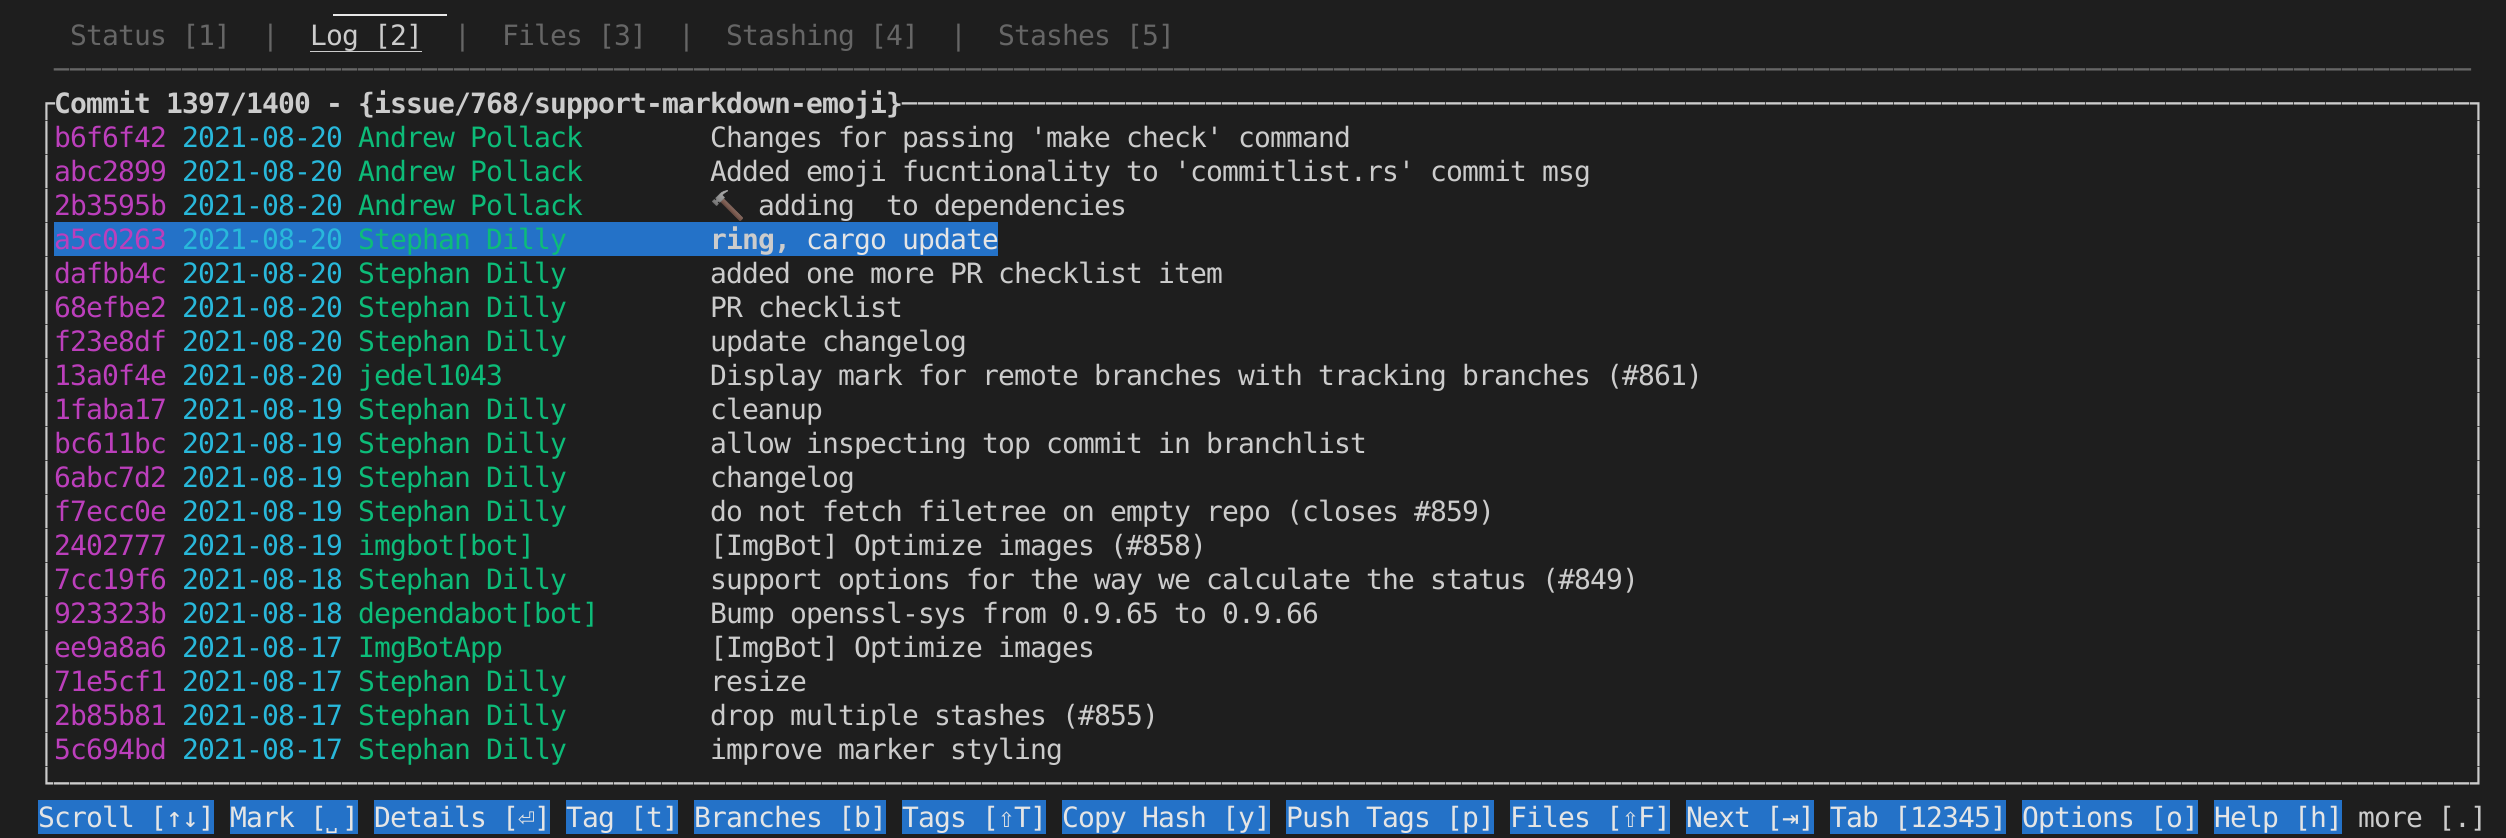 Status [1] | Log [2] | Files [3] | Stashing [4] | Stashes [5]
Commit 1397/1400 - {issue/768/support-markdown-emoji}
b6f6f42 2021-08-20 Andrew Pollack Changes for passing 'make check' command
abc2899 2021-08-20 Andrew Pollack Added emoji fucntionality to 'commitlist.rs' commit msg
2b3595b 2021-08-20 Andrew Pollack 🔨 adding  to dependencies
a5c0263 2021-08-20 Stephan Dilly ring, cargo update
dafbb4c 2021-08-20 Stephan Dilly added one more PR checklist item
68efbe2 2021-08-20 Stephan Dilly PR checklist
f23e8df 2021-08-20 Stephan Dilly update changelog
13a0f4e 2021-08-20 jedel1043 Display mark for remote branches with tracking branches (#861)
1faba17 2021-08-19 Stephan Dilly cleanup
bc611bc 2021-08-19 Stephan Dilly allow inspecting top commit in branchlist
6abc7d2 2021-08-19 Stephan Dilly changelog
f7ecc0e 2021-08-19 Stephan Dilly do not fetch filetree on empty repo (closes #859)
2402777 2021-08-19 imgbot[bot] [ImgBot] Optimize images (#858)
7cc19f6 2021-08-18 Stephan Dilly support options for the way we calculate the status (#849)
923323b 2021-08-18 dependabot[bot] Bump openssl-sys from 0.9.65 to 0.9.66
ee9a8a6 2021-08-17 ImgBotApp [ImgBot] Optimize images
71e5cf1 2021-08-17 Stephan Dilly resize
2b85b81 2021-08-17 Stephan Dilly drop multiple stashes (#855)
5c694bd 2021-08-17 Stephan Dilly improve marker styling
Scroll [↑↓] Mark [␣] Details [⏎] Tag [t] Branches [b] Tags [⇧T] Copy Hash [y] Push Tags [p] Files [⇧F] Next [⇥] Tab [12345] Options [o] Help [h] more [.]